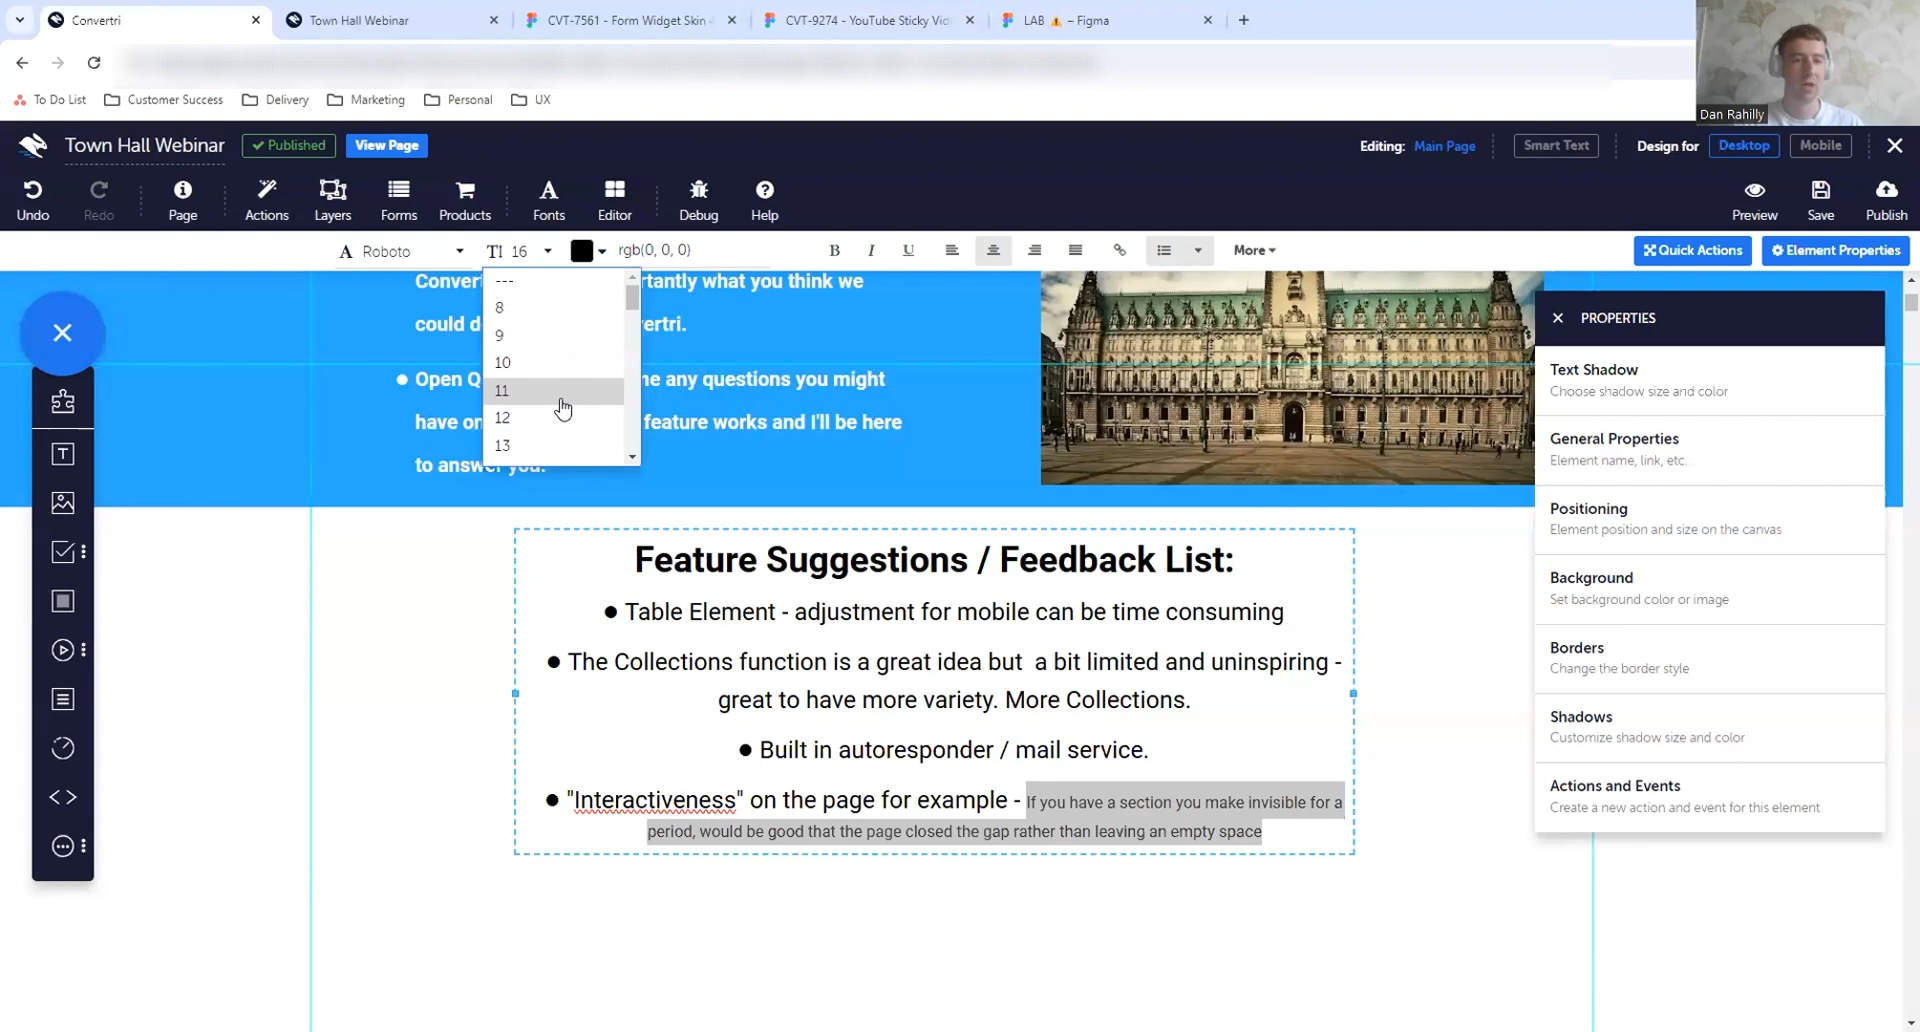 Convertri
Town Hall Webinar
CVT-7561 - Form Widget Skin
CVT-9274 - YouTube Sticky Vid
LAB – Figma
To Do List
Customer Success
Delivery
Marketing
Personal
UX
Dan Rahilly
Town Hall Webinar
Published
View Page
Editing: Main Page
Smart Text
Design for
Desktop
Mobile
Undo
Redo
Page
Actions
Layers
Forms
Products
Fonts
Editor
Debug
Help
Preview
Save
Publish
A Roboto
16
rgb(0, 0, 0)
B I U
More
Quick Actions
Element Properties
---
8
9
10
11
12
13
Convert rtantly what you think we
could d vertri.
Open Q ne any questions you might
have on feature works and I'll be here
to answer you.
Feature Suggestions / Feedback List:
● Table Element - adjustment for mobile can be time consuming
● The Collections function is a great idea but a bit limited and uninspiring -
great to have more variety. More Collections.
● Built in autoresponder / mail service.
● "Interactiveness" on the page for example - If you have a section you make invisible for a
period, would be good that the page closed the gap rather than leaving an empty space
PROPERTIES
Text Shadow
Choose shadow size and color
General Properties
Element name, link, etc.
Positioning
Element position and size on the canvas
Background
Set background color or image
Borders
Change the border style
Shadows
Customize shadow size and color
Actions and Events
Create a new action and event for this element